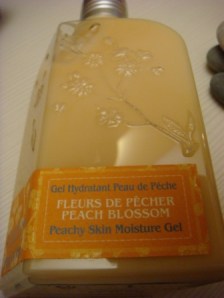 Gel Hydratant Peau de Pêche
FLEURS DE PÊCHER
PEACH BLOSSOM
Peachy Skin Moisture Gel